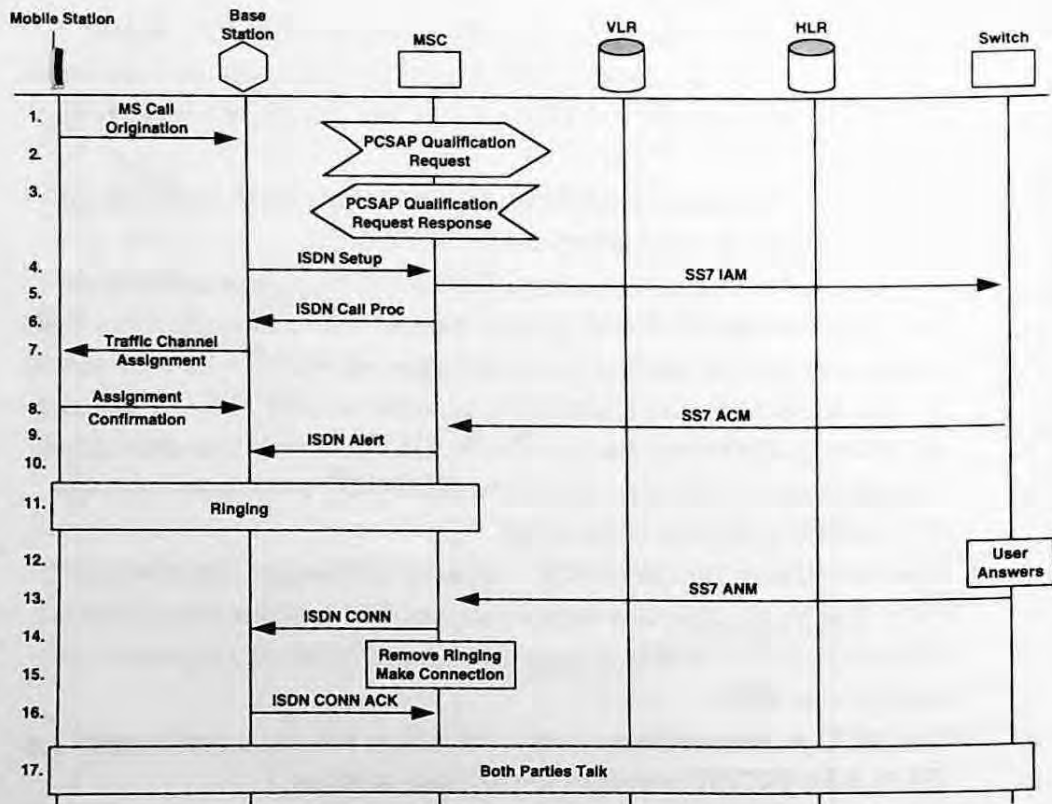 Mobile Station
Base
Station
MSC
VLR
HLR
Switch
1.
MS Call
Origination
2.
PCSAP Qualification
Request
3.
PCSAP Qualification
Request Response
4.
ISDN Setup
SS7 IAM
5.
6.
ISDN Call Proc
7.
Traffic Channel
Assignment
8.
Assignment
Confirmation
SS7 ACM
9.
ISDN Alert
10.
11.
Ringing
12.
User
Answers
13.
SS7 ANM
14.
ISDN CONN
15.
Remove Ringing
Make Connection
16.
ISDN CONN ACK
17.
Both Parties Talk